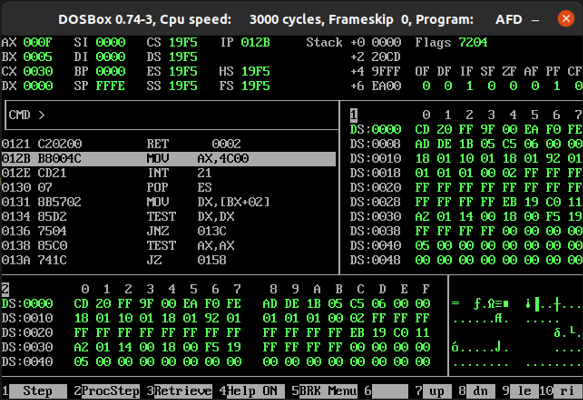 DOSBox 0.74-3, Cpu speed: 3000 cycles, Frameskip 0, Program: AFD
AX 000F SI 0000 CS 19F5 IP 012B Stack +0 0000 Flags 7204
BX 0005 DI 0000 DS 19F5 +2 20CD
CX 0030 BP 0000 ES 19F5 HS 19F5 +4 9FFF OF DF IF SF ZF AF PF CF
DX 0000 SP FFFE SS 19F5 FS 19F5 +6 EA00 0 0 1 0 0 0 1 0
CMD >
1 0 1 2 3 4 5 6 7
DS:0000 CD 20 FF 9F 00 EA F0 FE
0121 C20200 RET 0002 DS:0008 AD DE 1B 05 C5 06 00 00
012B B8004C MOV AX,4C00 DS:0010 18 01 10 01 18 01 92 01
012E CD21 INT 21 DS:0018 01 01 01 00 02 FF FF FF
0130 07 POP ES DS:0020 FF FF FF FF FF FF FF FF
0131 8B5702 MOV DX,[BX+02] DS:0028 FF FF FF FF EB 19 C0 11
0134 85D2 TEST DX,DX DS:0030 A2 01 14 00 18 00 F5 19
0136 7504 JNZ 013C DS:0038 FF FF FF FF 00 00 00 00
0138 85C0 TEST AX,AX DS:0040 05 00 00 00 00 00 00 00
013A 741C JZ 0158 DS:0048 00 00 00 00 00 00 00 00
2 0 1 2 3 4 5 6 7 8 9 A B C D E F
DS:0000 CD 20 FF 9F 00 EA F0 FE AD DE 1B 05 C5 06 00 00
DS:0010 18 01 10 01 18 01 92 01 01 01 01 00 02 FF FF FF
DS:0020 FF FF FF FF FF FF FF FF FF FF FF FF EB 19 C0 11
DS:0030 A2 01 14 00 18 00 F5 19 FF FF FF FF 00 00 00 00
DS:0040 05 00 00 00 00 00 00 00 00 00 00 00 00 00 00 00
1 Step 2 ProcStep 3 Retrieve 4 Help ON 5 BRK Menu 6 7 up 8 dn 9 le 10 ri